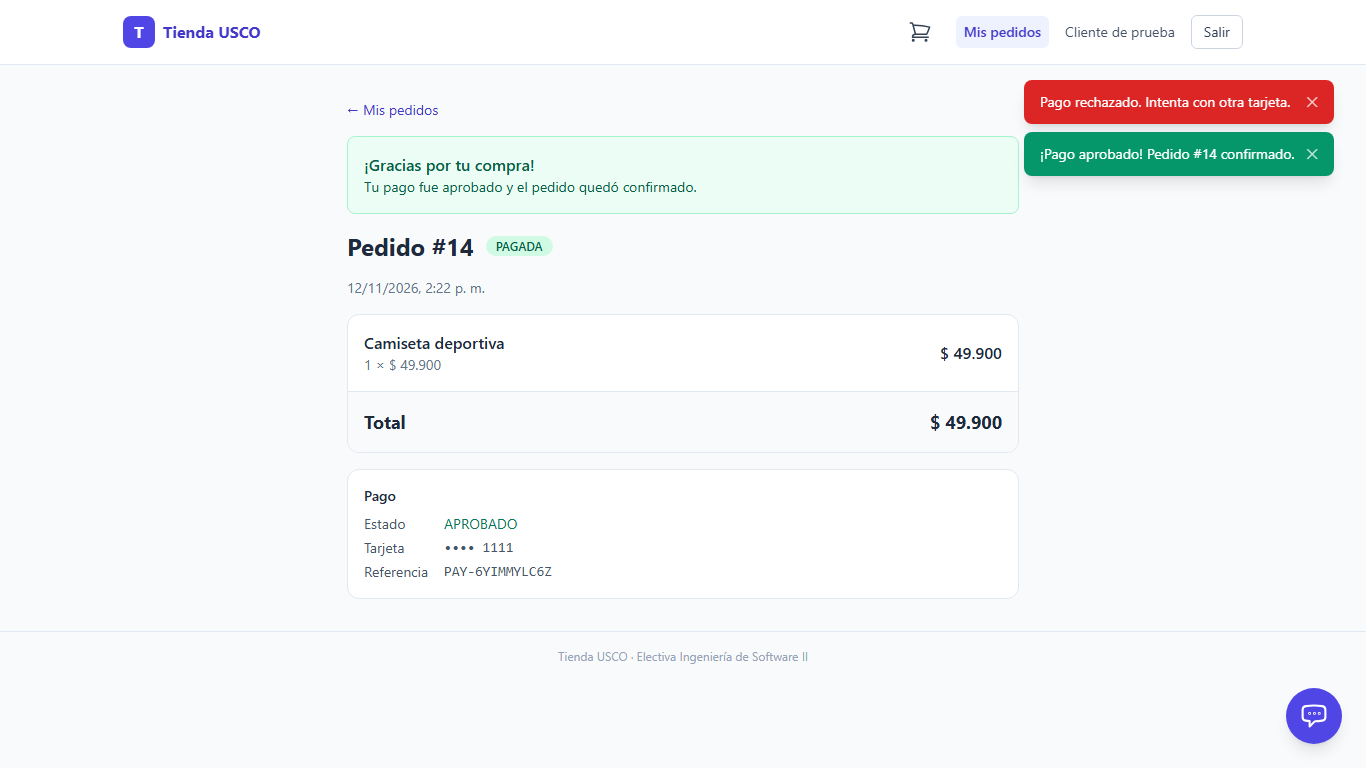 T Tienda USCO
Mis pedidos
Cliente de prueba
Salir
Pago rechazado. Intenta con otra tarjeta.
¡Pago aprobado! Pedido #14 confirmado.
← Mis pedidos
¡Gracias por tu compra!
Tu pago fue aprobado y el pedido quedó confirmado.
Pedido #14 PAGADA
12/11/2026, 2:22 p. m.
Camiseta deportiva
1 × $ 49.900
$ 49.900
Total $ 49.900
Pago
Estado APROBADO
Tarjeta •••• 1111
Referencia PAY-6YIMMYLC6Z
Tienda USCO · Electiva Ingeniería de Software II